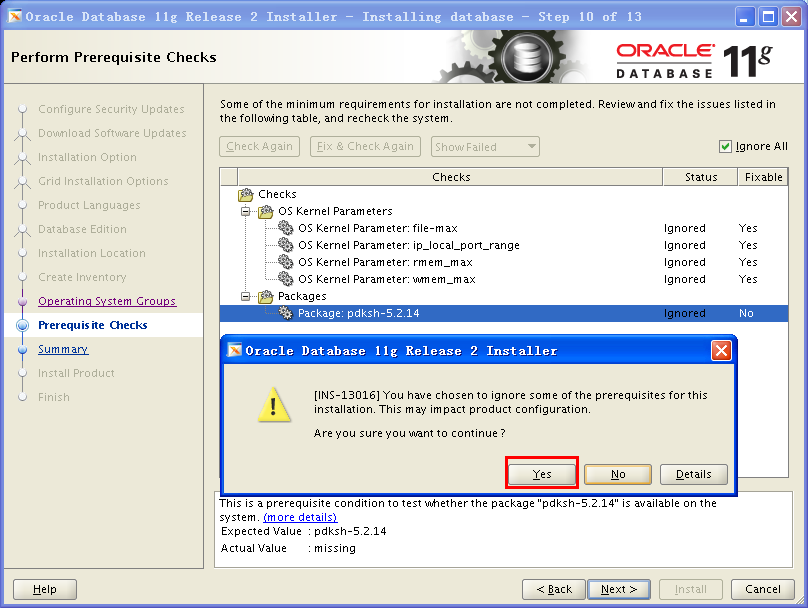 Oracle Database 11g Release 2 Installer - Installing database - Step 10 of 13
Perform Prerequisite Checks
ORACLE
DATABASE
11g
Configure Security Updates
Download Software Updates
Installation Option
Grid Installation Options
Product Languages
Database Edition
Installation Location
Create Inventory
Operating System Groups
Prerequisite Checks
Summary
Install Product
Finish
Some of the minimum requirements for installation are not completed. Review and fix the issues listed in
the following table, and recheck the system.
Check Again Fix & Check Again Show Failed Ignore All
Checks Status Fixable
Checks
OS Kernel Parameters
OS Kernel Parameter: file-max Ignored Yes
OS Kernel Parameter: ip_local_port_range Ignored Yes
OS Kernel Parameter: rmem_max Ignored Yes
OS Kernel Parameter: wmem_max Ignored Yes
Packages
Package: pdksh-5.2.14 Ignored No
Oracle Database 11g Release 2 Installer
[INS-13016] You have chosen to ignore some of the prerequisites for this
installation. This may impact product configuration.
Are you sure you want to continue?
Yes No Details
This is a prerequisite condition to test whether the package "pdksh-5.2.14" is available on the
system. (more details)
Expected Value : pdksh-5.2.14
Actual Value : missing
Help < Back Next > Install Cancel